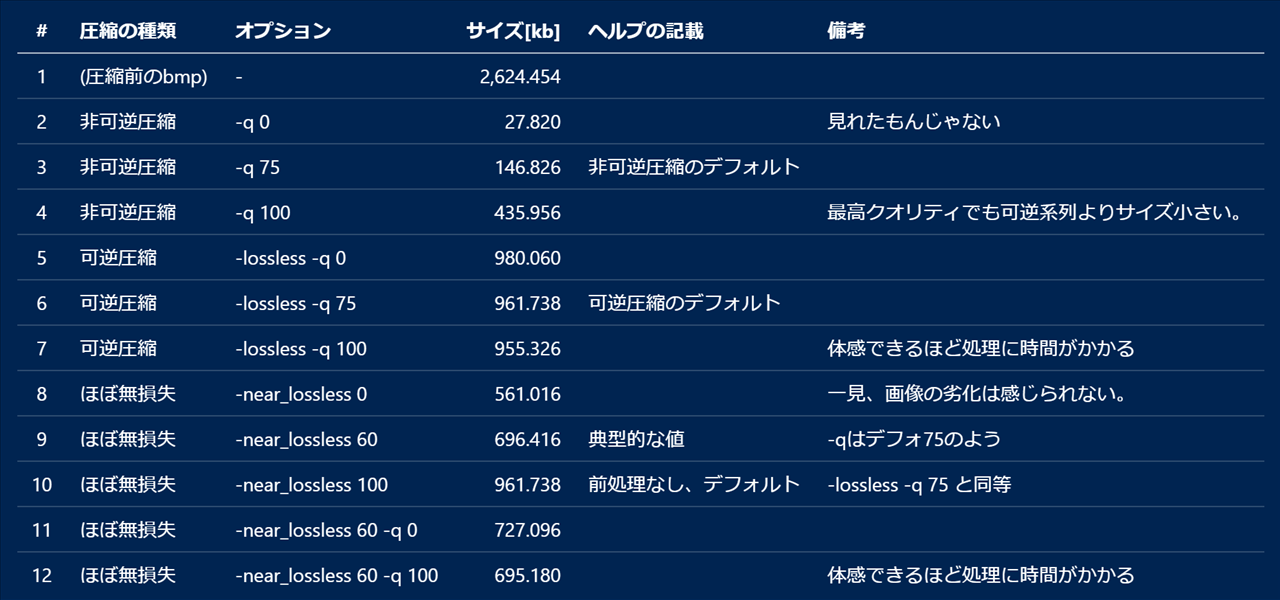 # 圧縮の種類 オプション サイズ[kb] ヘルプの記載 備考
1 (圧縮前のbmp) - 2,624.454
2 非可逆圧縮 -q 0 27.820 見れたもんじゃない
3 非可逆圧縮 -q 75 146.826 非可逆圧縮のデフォルト
4 非可逆圧縮 -q 100 435.956 最高クオリティでも可逆系列よりサイズ小さい。
5 可逆圧縮 -lossless -q 0 980.060
6 可逆圧縮 -lossless -q 75 961.738 可逆圧縮のデフォルト
7 可逆圧縮 -lossless -q 100 955.326 体感できるほど処理に時間がかかる
8 ほぼ無損失 -near_lossless 0 561.016 一見、画像の劣化は感じられない。
9 ほぼ無損失 -near_lossless 60 696.416 典型的な値 -qはデフォ75のよう
10 ほぼ無損失 -near_lossless 100 961.738 前処理なし、デフォルト -lossless -q 75 と同等
11 ほぼ無損失 -near_lossless 60 -q 0 727.096
12 ほぼ無損失 -near_lossless 60 -q 100 695.180 体感できるほど処理に時間がかかる